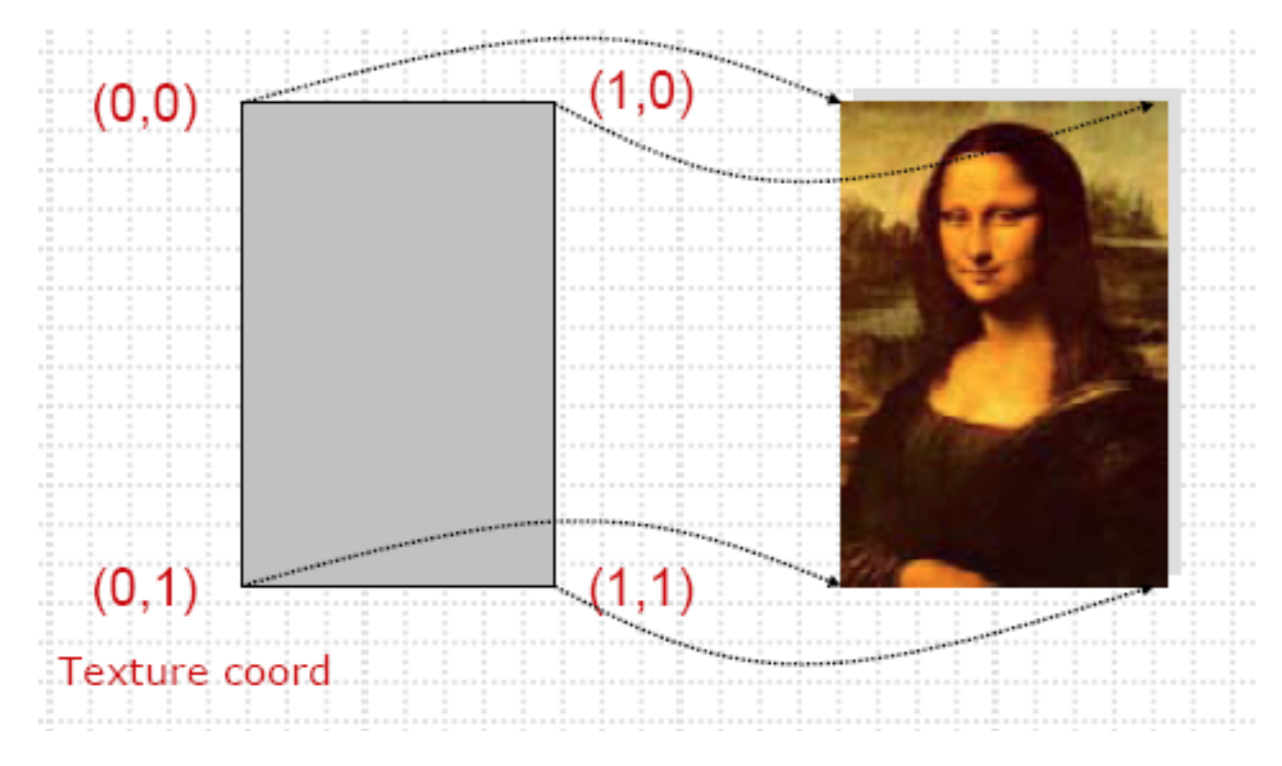 (0,0)
(1,0)
(0,1)
(1,1)
Texture coord